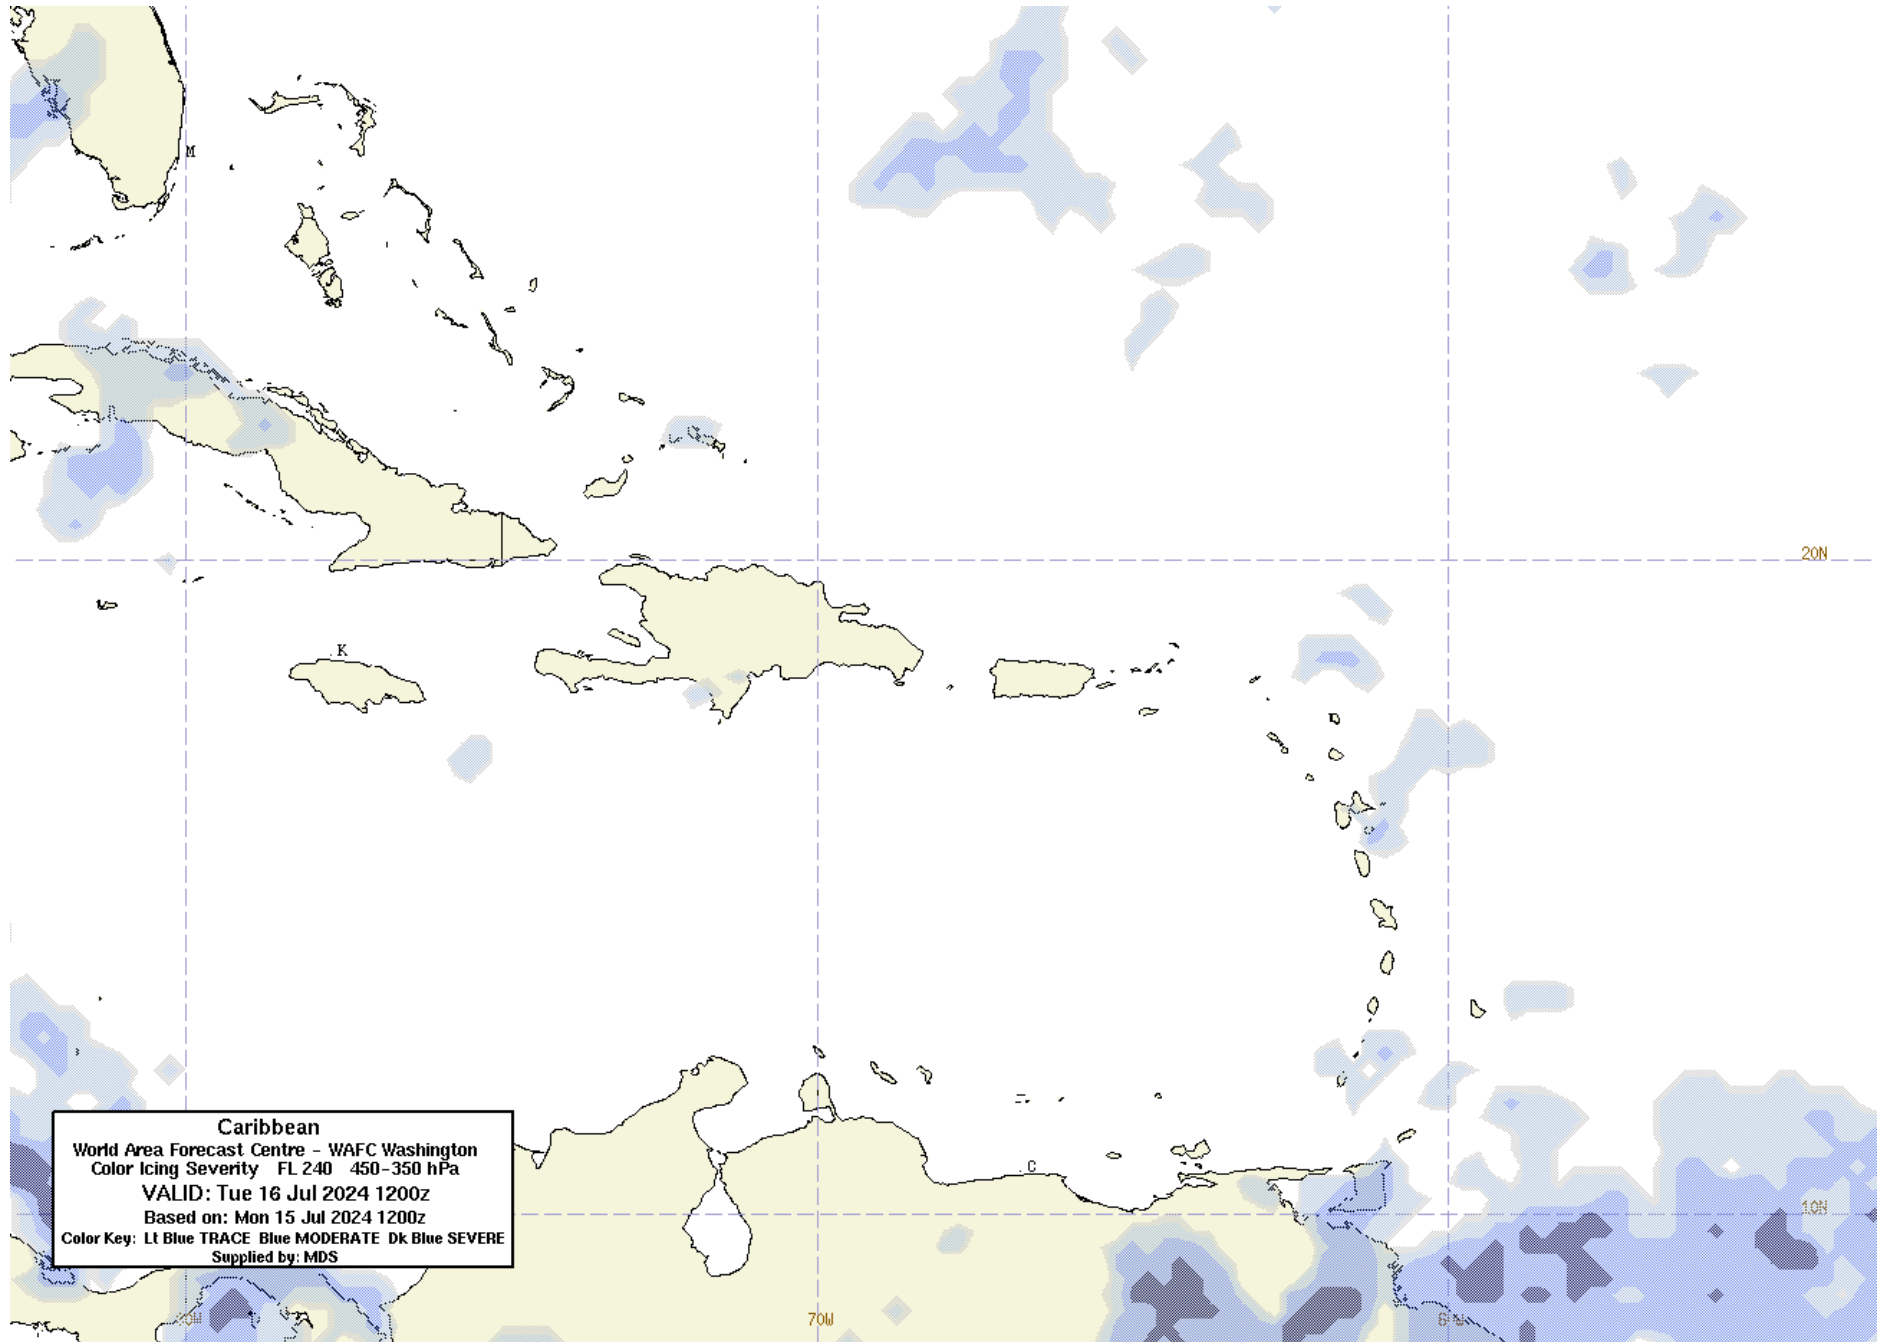 M
20N
K
C
10N
Caribbean
World Area Forecast Centre - WAFC Washington
Color Icing Severity FL 240 450-350 hPa
VALID: Tue 16 Jul 2024 1200z
Based on: Mon 15 Jul 2024 1200z
Color Key: Lt Blue TRACE Blue MODERATE Dk Blue SEVERE
Supplied by: MDS
70W